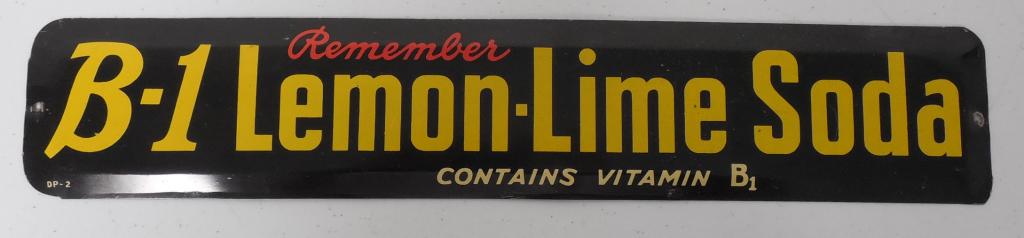 Remember
B-1 Lemon-Lime Soda
CONTAINS VITAMIN B1
DP-2